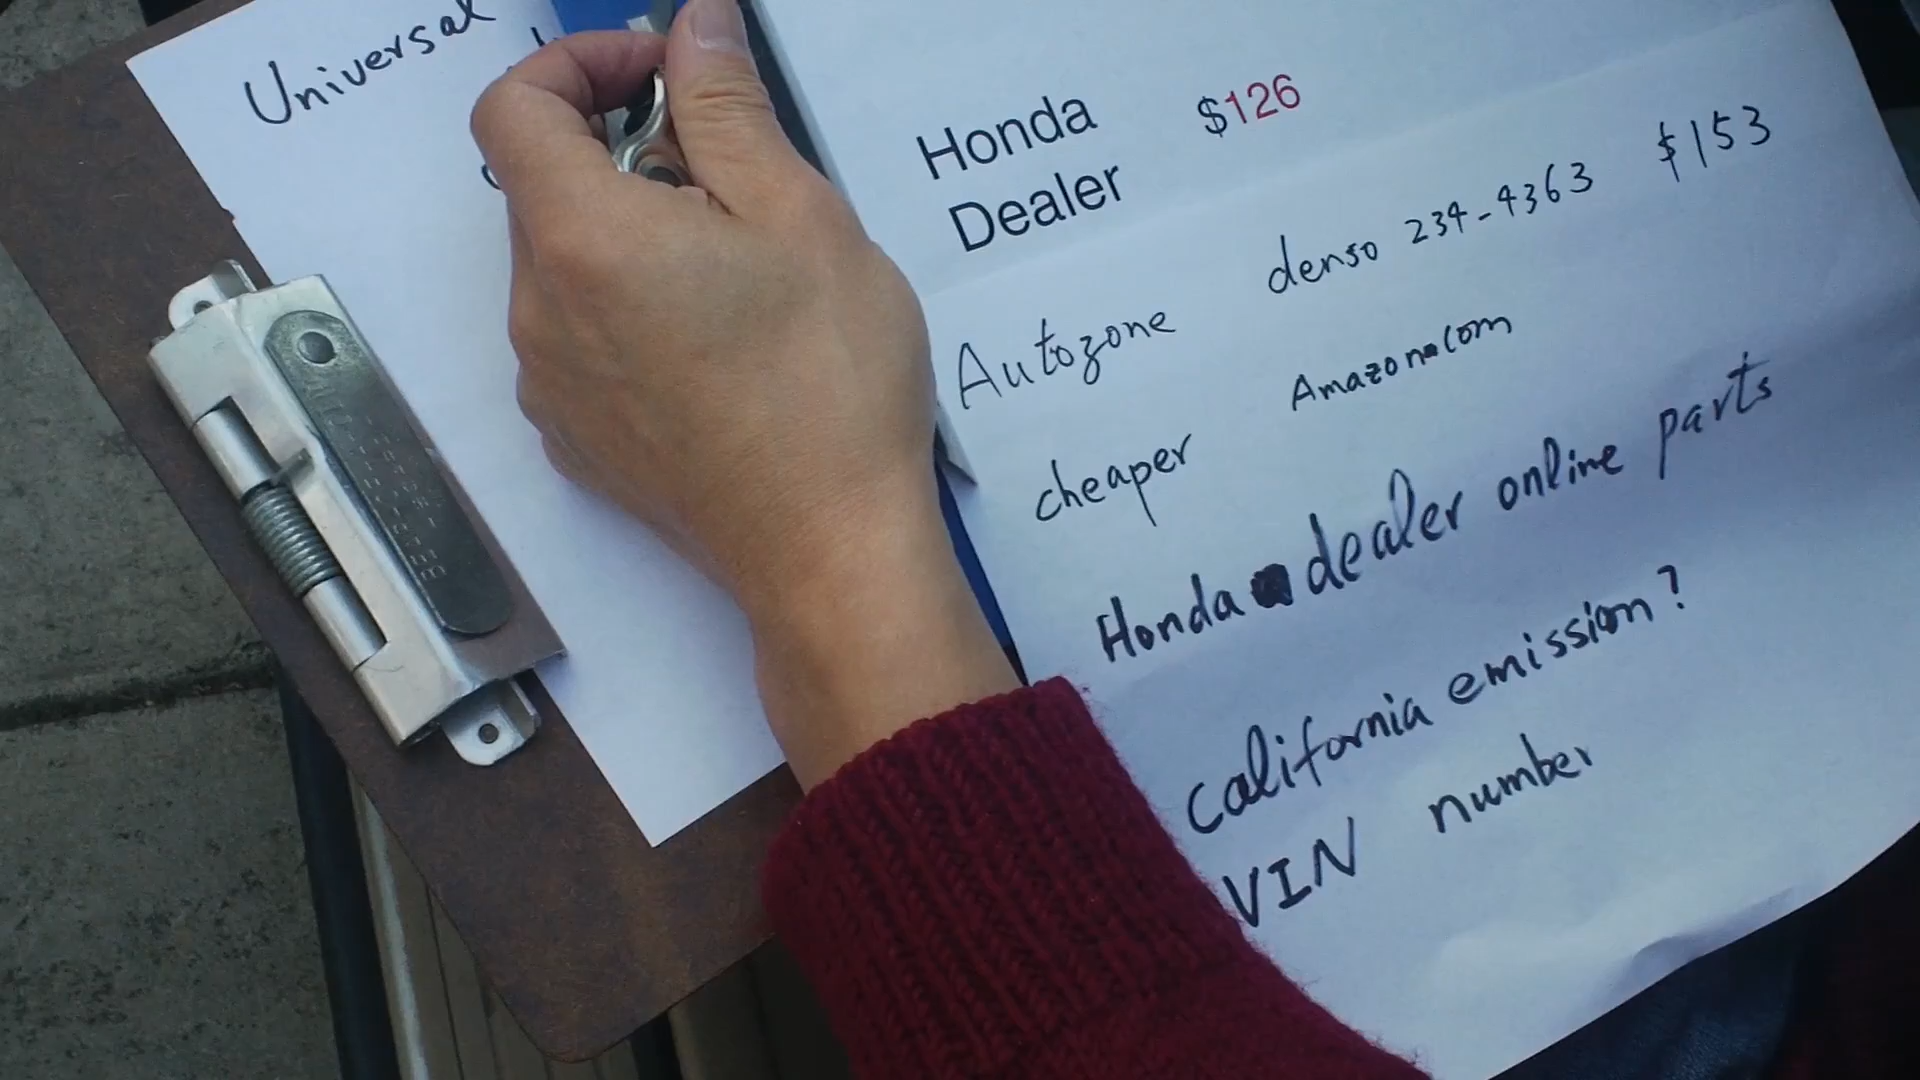 Universal
Honda $126
Dealer
Autozone denso 234-4363 $153
cheaper Amazon.com
Honda dealer online parts
California emission?
VIN number